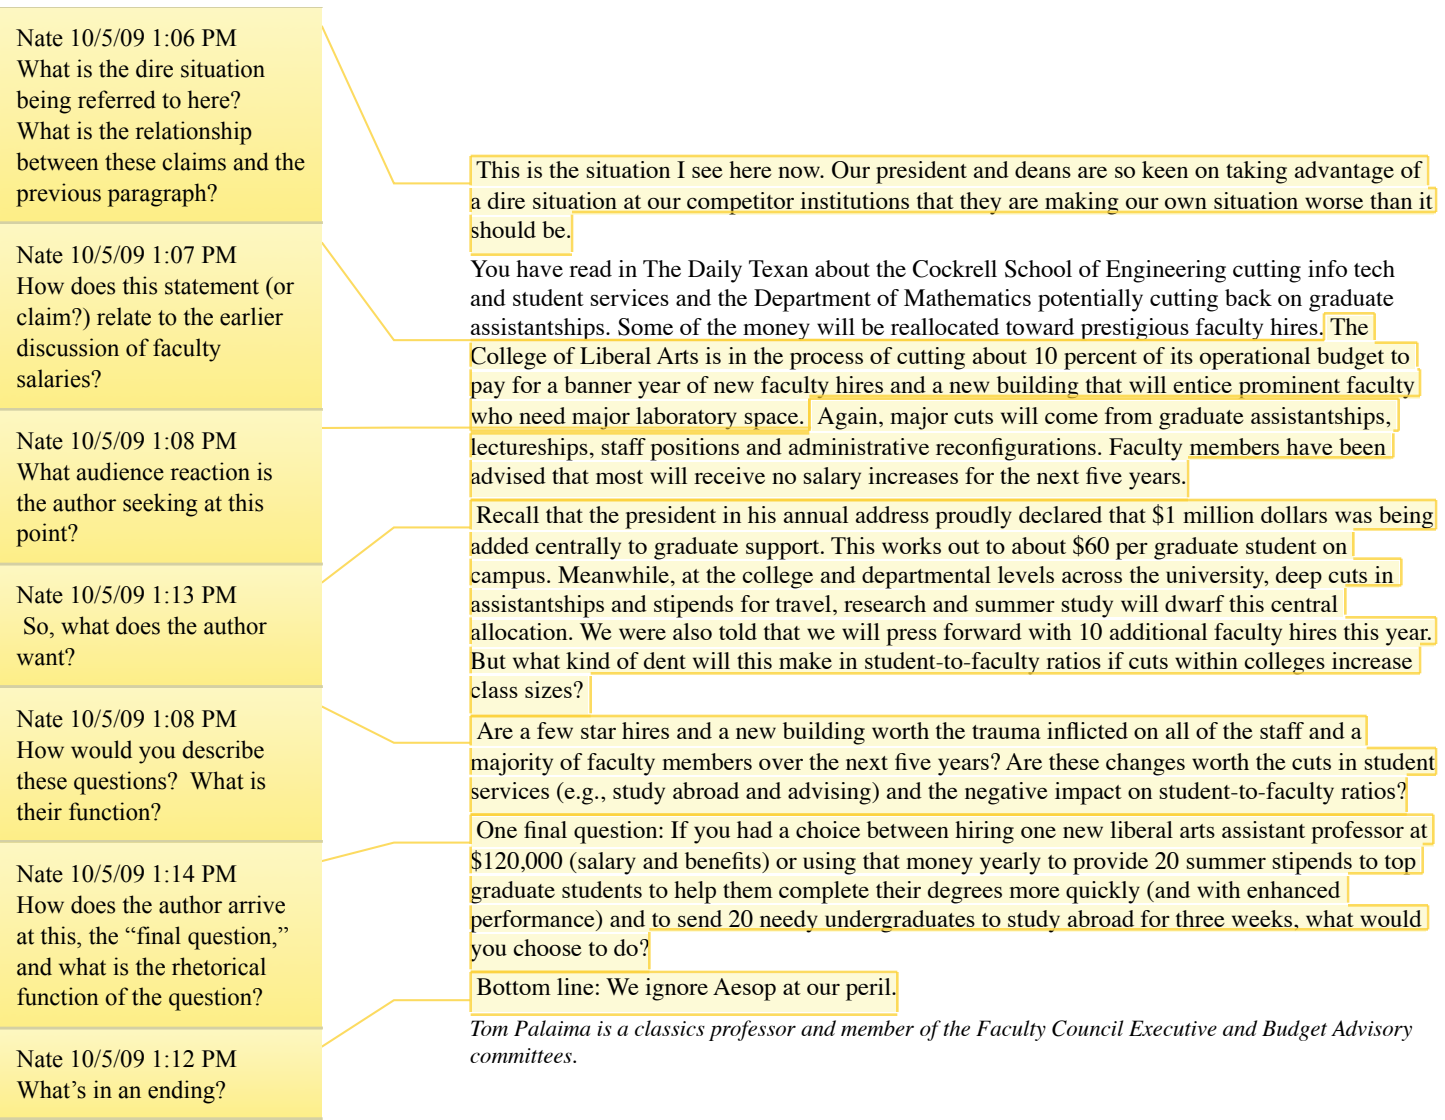 Nate 10/5/09 1:06 PM
What is the dire situation
being referred to here?
What is the relationship
between these claims and the
previous paragraph?
Nate 10/5/09 1:07 PM
How does this statement (or
claim?) relate to the earlier
discussion of faculty
salaries?
Nate 10/5/09 1:08 PM
What audience reaction is
the author seeking at this
point?
Nate 10/5/09 1:13 PM
So, what does the author
want?
Nate 10/5/09 1:08 PM
How would you describe
these questions?  What is
their function?
Nate 10/5/09 1:14 PM
How does the author arrive
at this, the “final question,”
and what is the rhetorical
function of the question?
Nate 10/5/09 1:12 PM
What’s in an ending?
This is the situation I see here now. Our president and deans are so keen on taking advantage of
a dire situation at our competitor institutions that they are making our own situation worse than it
should be.
You have read in The Daily Texan about the Cockrell School of Engineering cutting info tech
and student services and the Department of Mathematics potentially cutting back on graduate
assistantships. Some of the money will be reallocated toward prestigious faculty hires. The
College of Liberal Arts is in the process of cutting about 10 percent of its operational budget to
pay for a banner year of new faculty hires and a new building that will entice prominent faculty
who need major laboratory space. Again, major cuts will come from graduate assistantships,
lectureships, staff positions and administrative reconfigurations. Faculty members have been
advised that most will receive no salary increases for the next five years.
Recall that the president in his annual address proudly declared that $1 million dollars was being
added centrally to graduate support. This works out to about $60 per graduate student on
campus. Meanwhile, at the college and departmental levels across the university, deep cuts in
assistantships and stipends for travel, research and summer study will dwarf this central
allocation. We were also told that we will press forward with 10 additional faculty hires this year.
But what kind of dent will this make in student-to-faculty ratios if cuts within colleges increase
class sizes?
Are a few star hires and a new building worth the trauma inflicted on all of the staff and a
majority of faculty members over the next five years? Are these changes worth the cuts in student
services (e.g., study abroad and advising) and the negative impact on student-to-faculty ratios?
One final question: If you had a choice between hiring one new liberal arts assistant professor at
$120,000 (salary and benefits) or using that money yearly to provide 20 summer stipends to top
graduate students to help them complete their degrees more quickly (and with enhanced
performance) and to send 20 needy undergraduates to study abroad for three weeks, what would
you choose to do?
Bottom line: We ignore Aesop at our peril.
Tom Palaima is a classics professor and member of the Faculty Council Executive and Budget Advisory
committees.